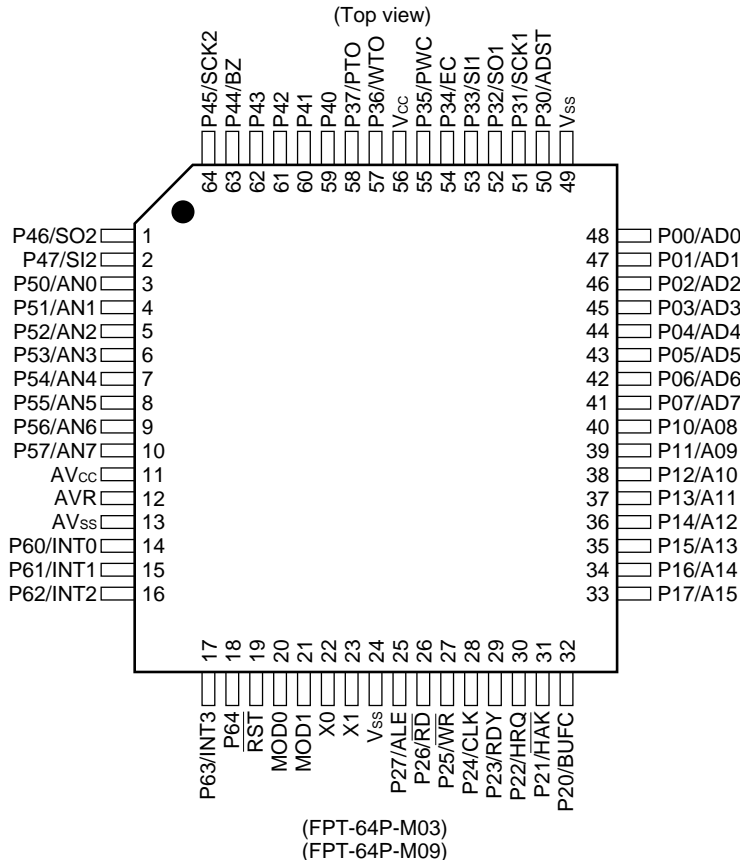 (Top view)
P45/SCK2
P44/BZ
P43
P42
P41
P40
P37/PTO
P36/WTO
Vcc
P35/PWC
P34/EC
P33/SI1
P32/SO1
P31/SCK1
P30/ADST
Vss
64
63
62
61
60
59
58
57
56
55
54
53
52
51
50
49
P46/SO2 1
P47/SI2 2
P50/AN0 3
P51/AN1 4
P52/AN2 5
P53/AN3 6
P54/AN4 7
P55/AN5 8
P56/AN6 9
P57/AN7 10
AVcc 11
AVR 12
AVss 13
P60/INT0 14
P61/INT1 15
P62/INT2 16
48 P00/AD0
47 P01/AD1
46 P02/AD2
45 P03/AD3
44 P04/AD4
43 P05/AD5
42 P06/AD6
41 P07/AD7
40 P10/A08
39 P11/A09
38 P12/A10
37 P13/A11
36 P14/A12
35 P15/A13
34 P16/A14
33 P17/A15
17
18
19
20
21
22
23
24
25
26
27
28
29
30
31
32
P63/INT3
P64
RST
MOD0
MOD1
X0
X1
Vss
P27/ALE
P26/RD
P25/WR
P24/CLK
P23/RDY
P22/HRQ
P21/HAK
P20/BUFC
(FPT-64P-M03)
(FPT-64P-M09)